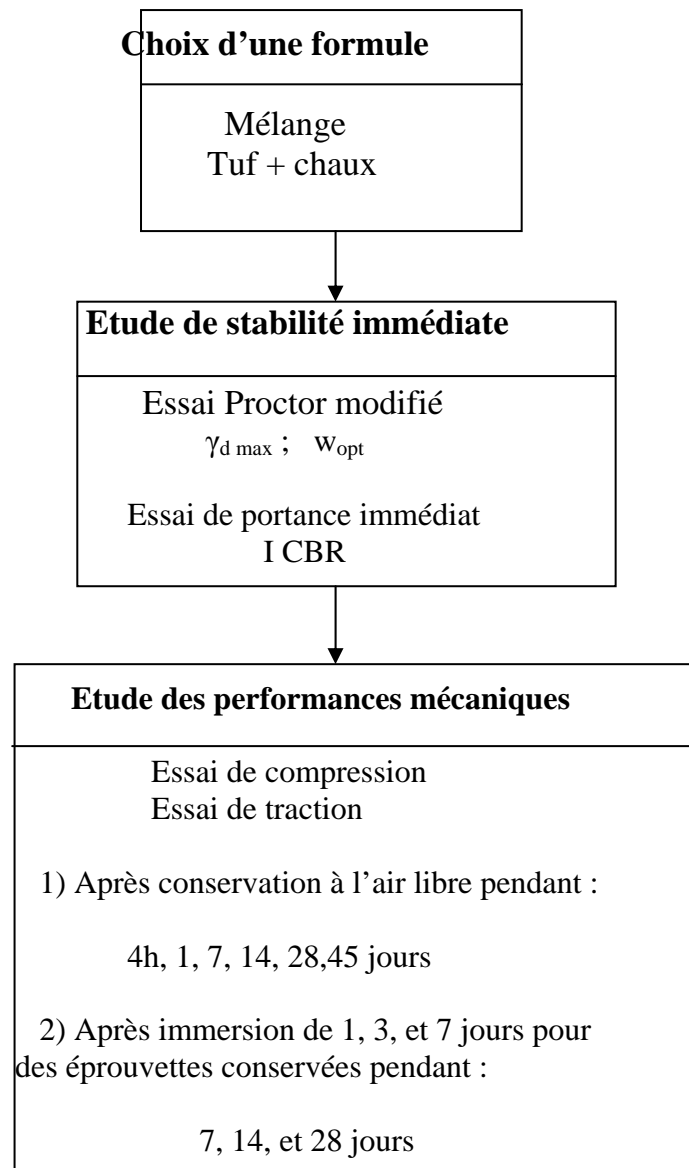 Choix d’une formule
Mélange
Tuf + chaux
Etude de stabilité immédiate
Essai Proctor modifié
γd max ; wopt
Essai de portance immédiat
I CBR
Etude des performances mécaniques
Essai de compression
Essai de traction
1) Après conservation à l’air libre pendant :
4h, 1, 7, 14, 28,45 jours
2) Après immersion de 1, 3, et 7 jours pour
des éprouvettes conservées pendant :
7, 14, et 28 jours